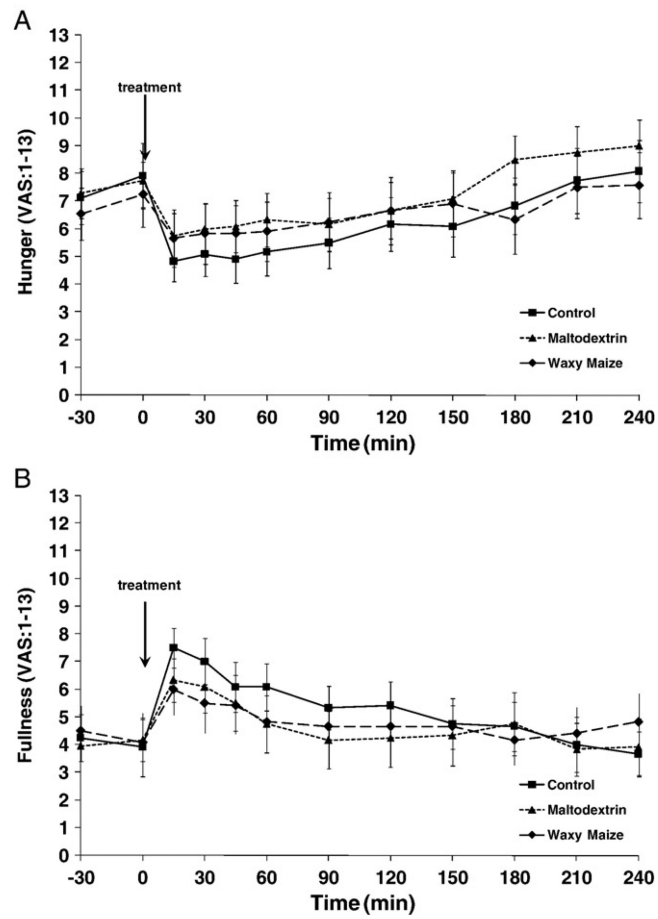 A
13
12
11
10
9
8
7
6
5
4
3
2
1
0
Hunger (VAS:1-13)
treatment
Control
Maltodextrin
Waxy Maize
-30 0 30 60 90 120 150 180 210 240
Time (min)
B
13
12
11
10
9
8
7
6
5
4
3
2
1
0
Fullness (VAS:1-13)
treatment
Control
Maltodextrin
Waxy Maize
-30 0 30 60 90 120 150 180 210 240
Time (min)